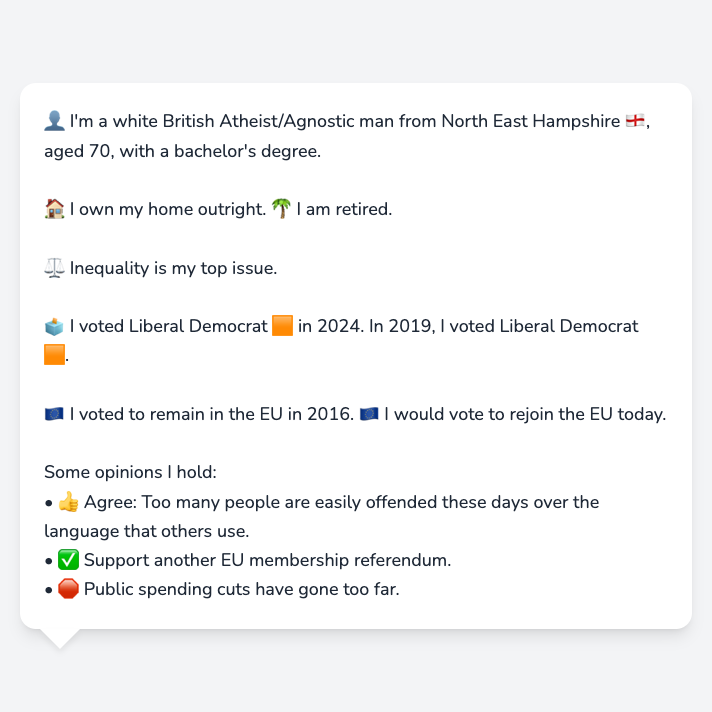 👤 I'm a white British Atheist/Agnostic man from North East Hampshire 🏴󠁧󠁢󠁥󠁮󠁧󠁿,
aged 70, with a bachelor's degree.
🏠 I own my home outright. 🌴 I am retired.
⚖️ Inequality is my top issue.
🗳️ I voted Liberal Democrat 🟧 in 2024. In 2019, I voted Liberal Democrat
🟧.
🇪🇺 I voted to remain in the EU in 2016. 🇪🇺 I would vote to rejoin the EU today.
Some opinions I hold:
• 👍 Agree: Too many people are easily offended these days over the
language that others use.
• ✅ Support another EU membership referendum.
• 🛑 Public spending cuts have gone too far.